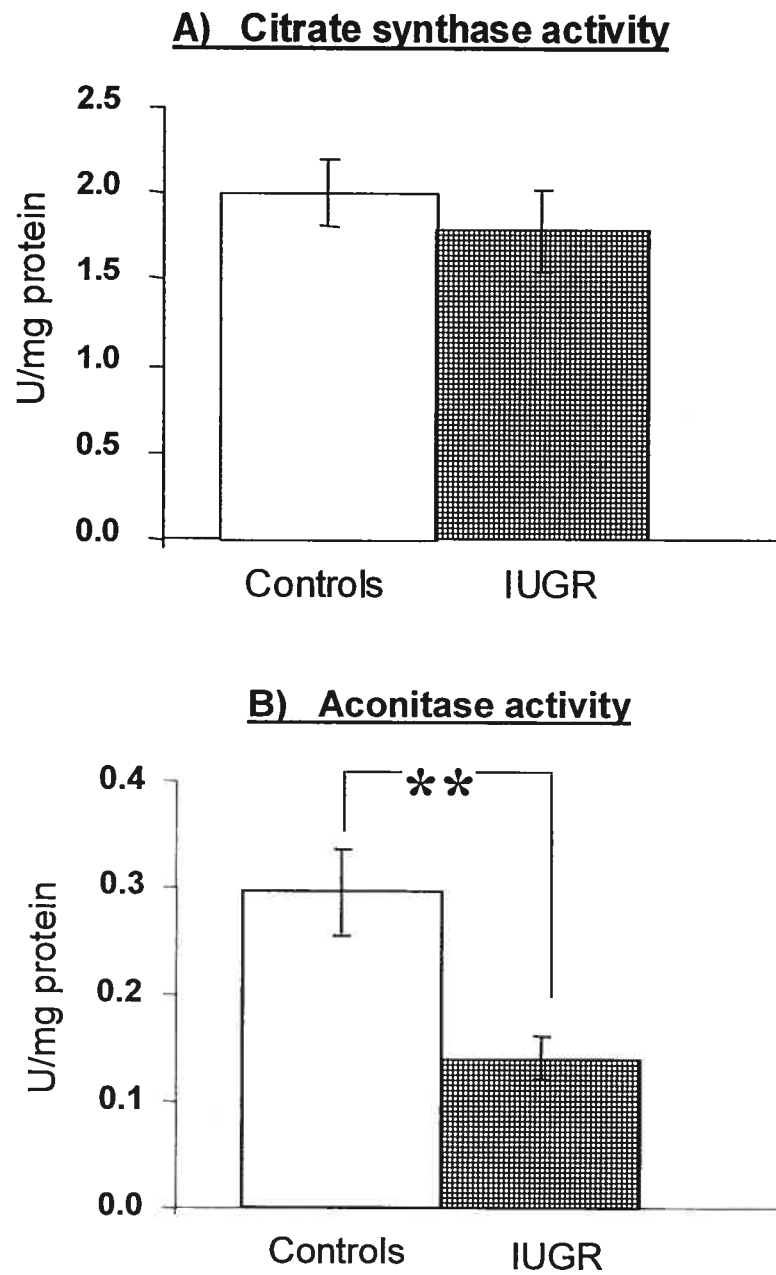 A) Citrate synthase activity
2.5
2.0
1.5
1.0
0.5
0.0
U/mg protein
Controls IUGR
B) Aconitase activity
0.4
0.3
0.2
0.1
0.0
U/mg protein
**
Controls IUGR